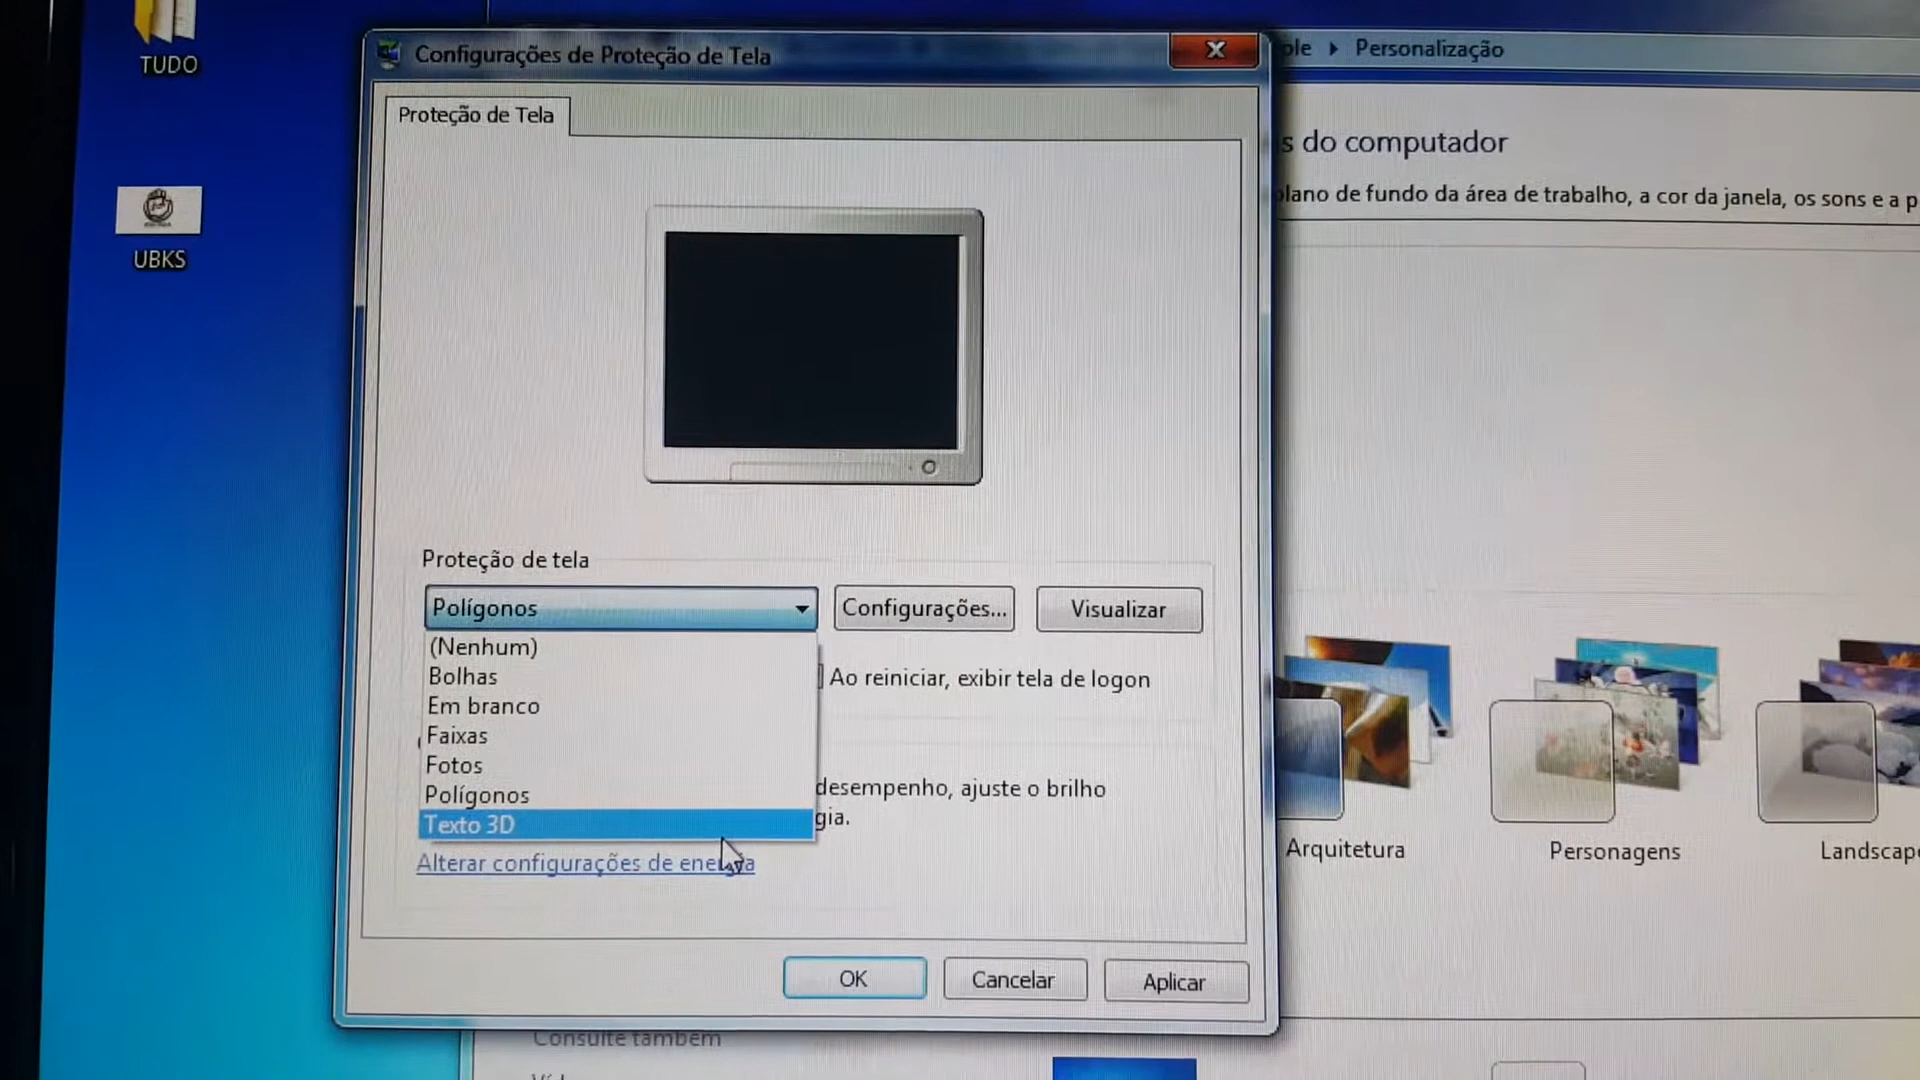 TUDO
UBKS
Configurações de Proteção de Tela
Personalização
Proteção de Tela
do computador
plano de fundo da área de trabalho, a cor da janela, os sons e a
Proteção de tela
Polígonos
Configurações...
Visualizar
(Nenhum)
Bolhas
Em branco
Faixas
Fotos
Polígonos
Texto 3D
Ao reiniciar, exibir tela de logon
desempenho, ajuste o brilho
Alterar configurações de energia
Arquitetura
Personagens
Landscap
OK
Cancelar
Aplicar
Consulte também